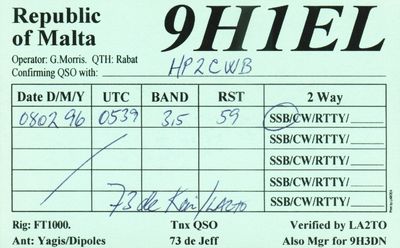 Republic
of Malta
9H1EL
Operator: G.Morris. QTH: Rabat
Confirming QSO with: HP2CWB
Date D/M/Y UTC BAND RST 2 Way
080296 0539 3,5 59 SSB/CW/RTTY/
SSB/CW/RTTY/
SSB/CW/RTTY/
SSB/CW/RTTY/
73 de /LA2TO SSB/CW/RTTY/
Rig: FT1000. Tnx QSO Verified by LA2TO
Ant: Yagis/Dipoles 73 de Jeff Also Mgr for 9H3DN